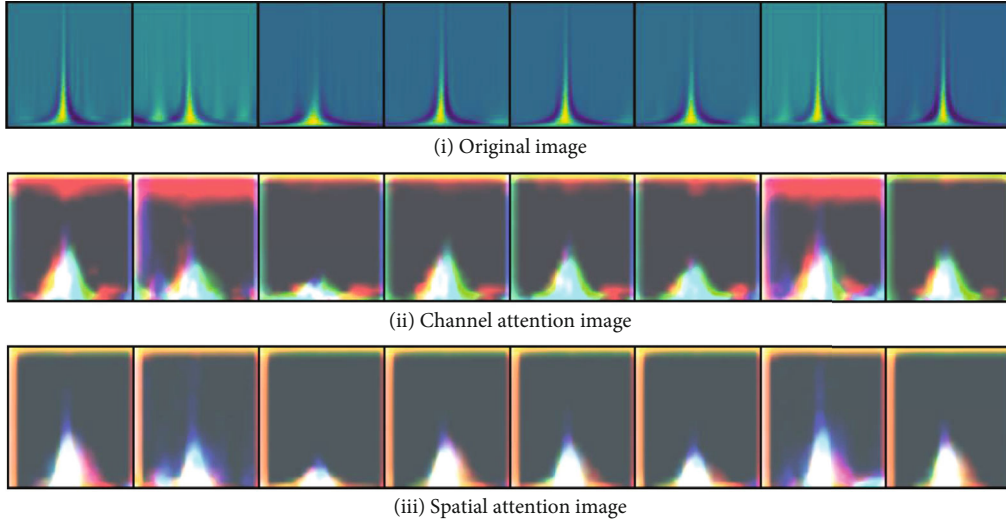 (i) Original image
(ii) Channel attention image
(iii) Spatial attention image